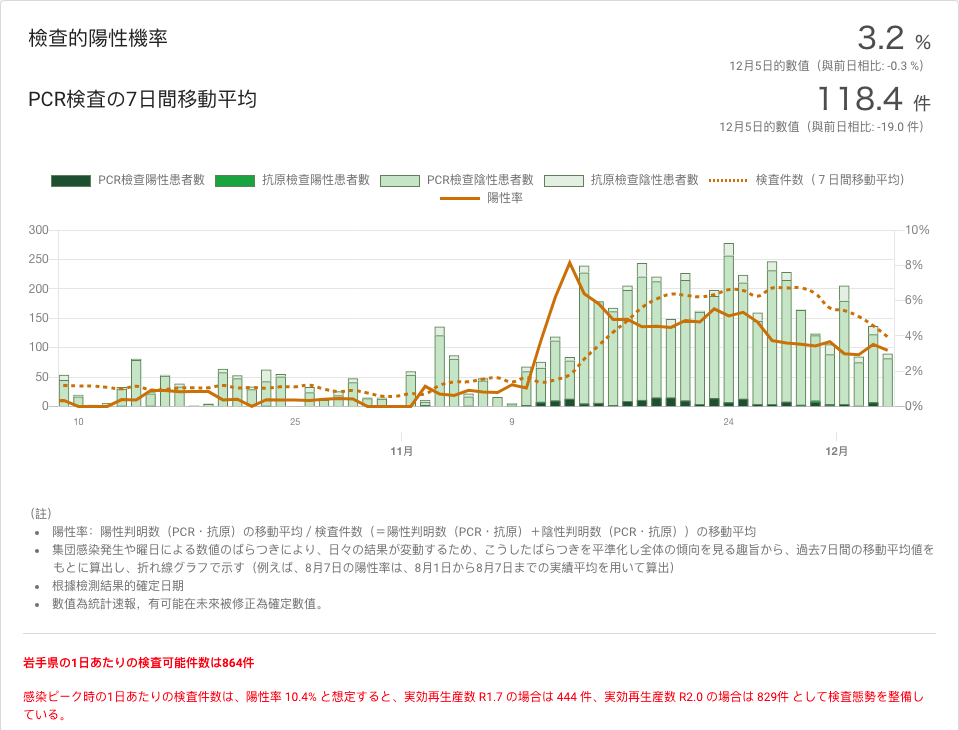 檢查的陽性機率
3.2 %
12月5日的數值（與前日相比: -0.3 %）
PCR検査の7日間移動平均
118.4 件
12月5日的數值（與前日相比: -19.0 件）
PCR檢查陽性患者數 抗原檢查陽性患者數 PCR檢查陰性患者數 抗原檢查陰性患者數 検査件数（７日間移動平均）
陽性率
300 10%
250 8%
200 6%
150 4%
100
50 2%
0 0%
10 25 9 24
11月 12月
（註）
陽性率：陽性判明数（PCR・抗原）の移動平均 / 検査件数（＝陽性判明数（PCR・抗原）＋陰性判明数（PCR・抗原））の移動平均
集団感染発生や曜日による数値のばらつきにより、日々の結果が変動するため、こうしたばらつきを平準化し全体の傾向を見る趣旨から、過去7日間の移動平均値を
もとに算出し、折れ線グラフで示す（例えば、8月7日の陽性率は、8月1日から8月7日までの実績平均を用いて算出）
根據檢測結果的確定日期
數值為統計速報，有可能在未來被修正為確定數值。
岩手県の1日あたりの検査可能件数は864件
感染ピーク時の1日あたりの検査件数は、陽性率 10.4% と想定すると、実効再生産数 R1.7 の場合は 444 件、実効再生産数 R2.0 の場合は 829件 として検査態勢を整備し
ている。